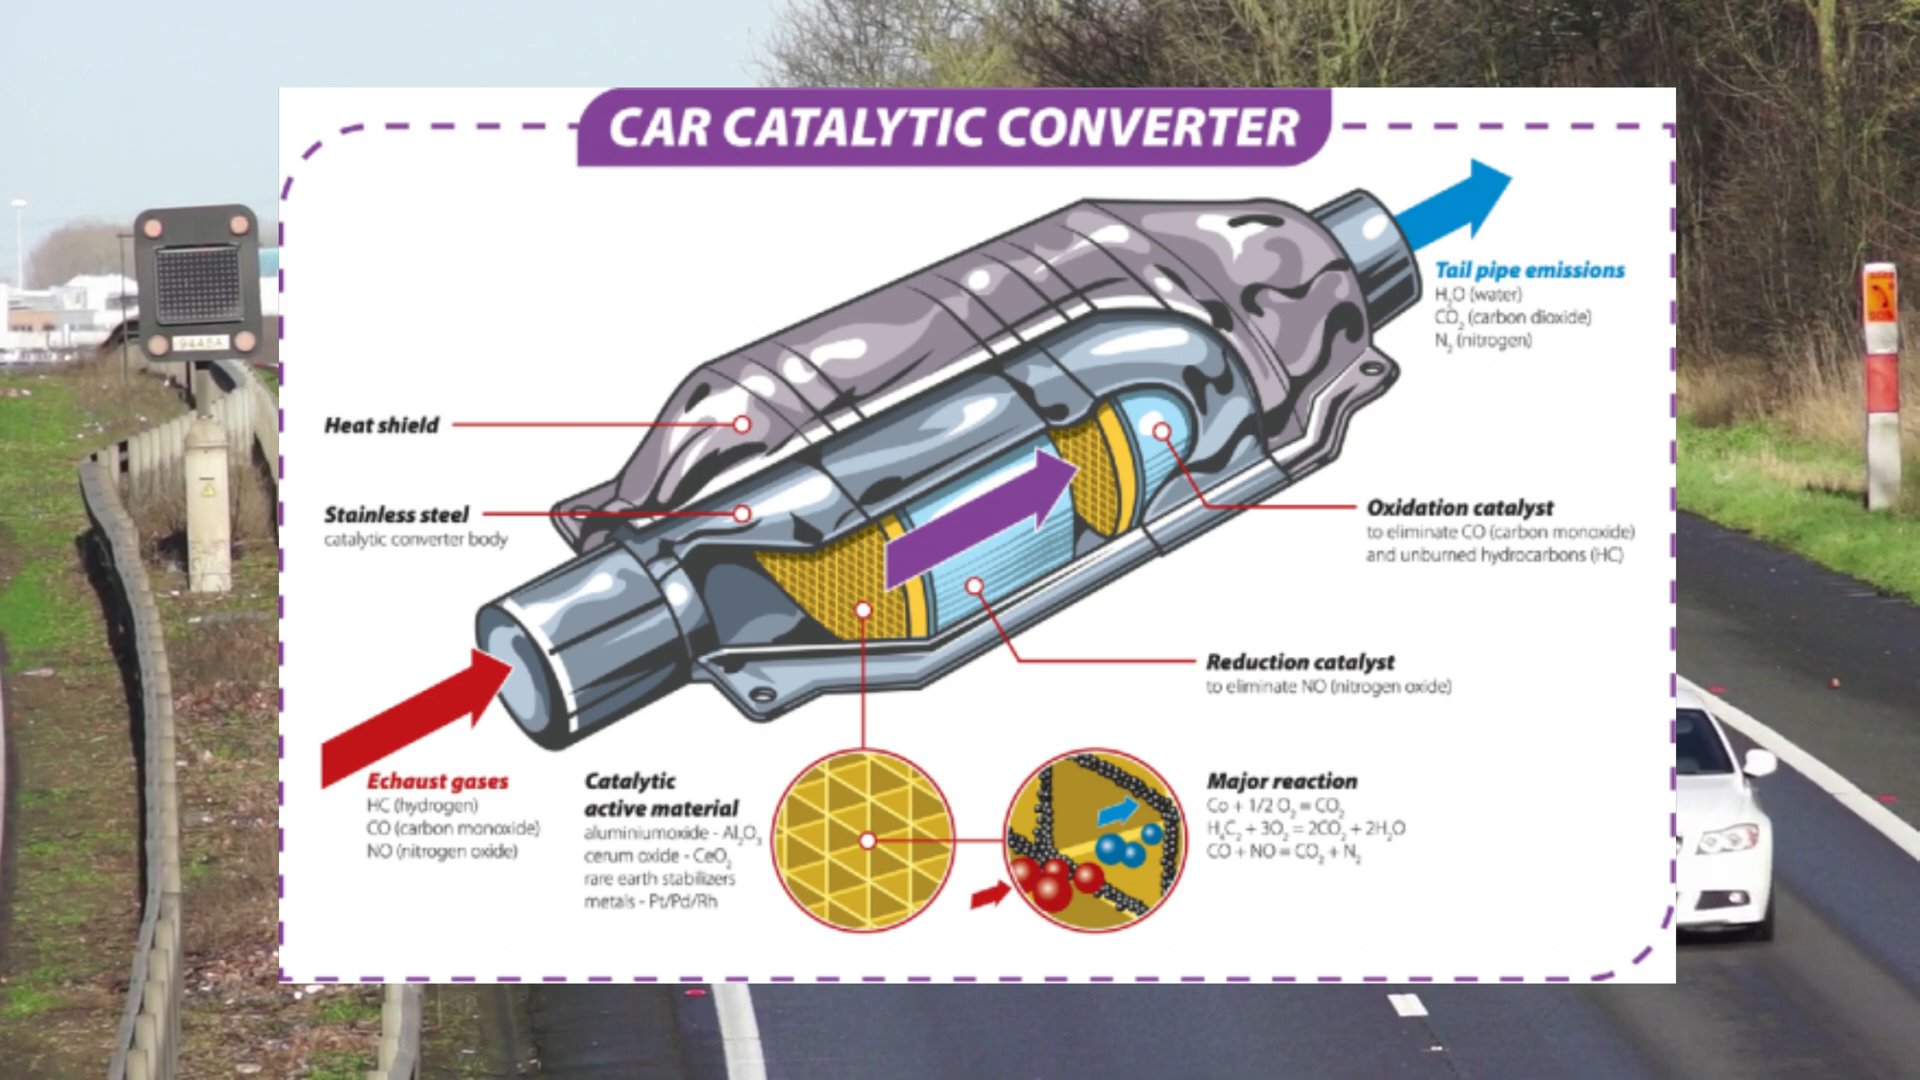 CAR CATALYTIC CONVERTER
Tail pipe emissions
H₂O (water)
CO₂ (carbon dioxide)
N₂ (nitrogen)
9448A
Heat shield
Stainless steel
catalytic converter body
Oxidation catalyst
to eliminate CO (carbon monoxide)
and unburned hydrocarbons (HC)
Reduction catalyst
to eliminate NO (nitrogen oxide)
Echaust gases
HC (hydrogen)
CO (carbon monoxide)
NO (nitrogen oxide)
Catalytic
active material
aluminiumoxide - Al₂O₃
cerum oxide - CeO₂
rare earth stabilizers
metals - Pt/Pd/Rh
Major reaction
Co + 1/2 O₂ = CO₂
H₄C₂ + 3O₂ = 2CO₂ + 2H₂O
CO + NO = CO₂ + N₂
SOS